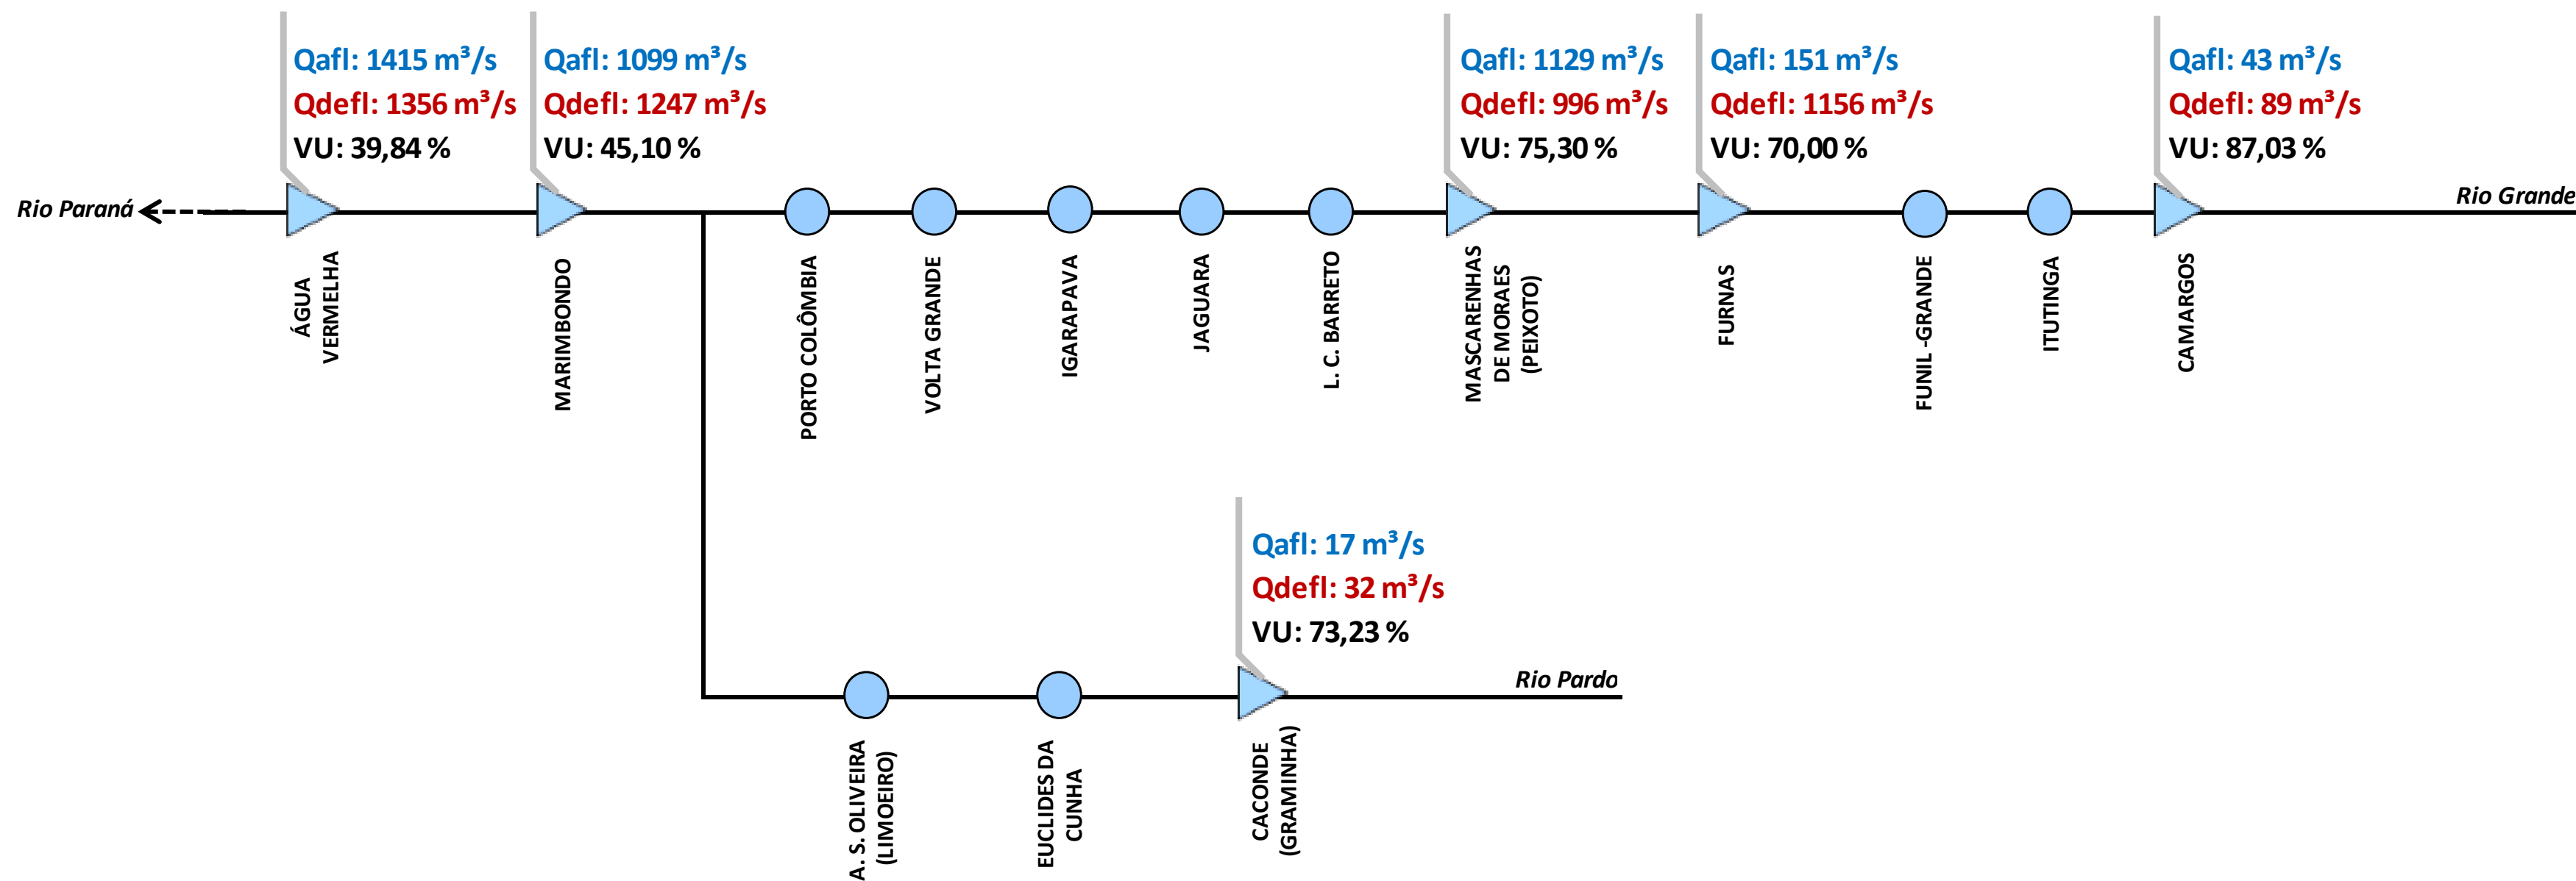 Qafl: 1415 m³/s
Qdefl: 1356 m³/s
VU: 39,84 %
Qafl: 1099 m³/s
Qdefl: 1247 m³/s
VU: 45,10 %
Qafl: 1129 m³/s
Qdefl: 996 m³/s
VU: 75,30 %
Qafl: 151 m³/s
Qdefl: 1156 m³/s
VU: 70,00 %
Qafl: 43 m³/s
Qdefl: 89 m³/s
VU: 87,03 %
Rio Paraná
Rio Grande
ÁGUA
VERMELHA
MARIMBONDO
PORTO COLÔMBIA
VOLTA GRANDE
IGARAPAVA
JAGUARA
L. C. BARRETO
MASCARENHAS
DE MORAES
(PEIXOTO)
FURNAS
FUNIL -GRANDE
ITUTINGA
CAMARGOS
Qafl: 17 m³/s
Qdefl: 32 m³/s
VU: 73,23 %
Rio Pardo
A. S. OLIVEIRA
(LIMOEIRO)
EUCLIDES DA
CUNHA
CACONDE
(GRAMINHA)